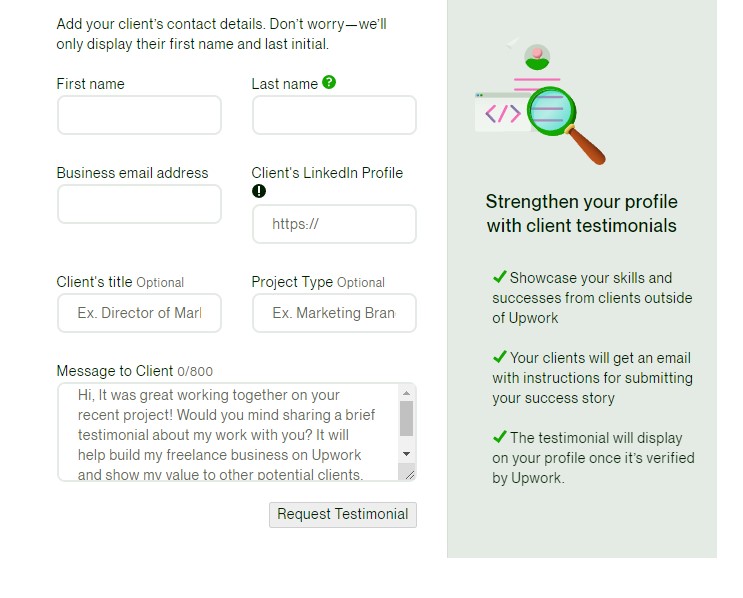 Add your client's contact details. Don't worry—we'll
only display their first name and last initial.
First name
Last name ?
Business email address
Client's LinkedIn Profile
!
https://
Client's title Optional
Project Type Optional
Ex. Director of Marl
Ex. Marketing Bran
Message to Client 0/800
Hi, It was great working together on your
recent project! Would you mind sharing a brief
testimonial about my work with you? It will
help build my freelance business on Upwork
and show my value to other potential clients.
Request Testimonial
</>
Strengthen your profile
with client testimonials
Showcase your skills and
successes from clients outside
of Upwork
Your clients will get an email
with instructions for submitting
your success story
The testimonial will display
on your profile once it's verified
by Upwork.